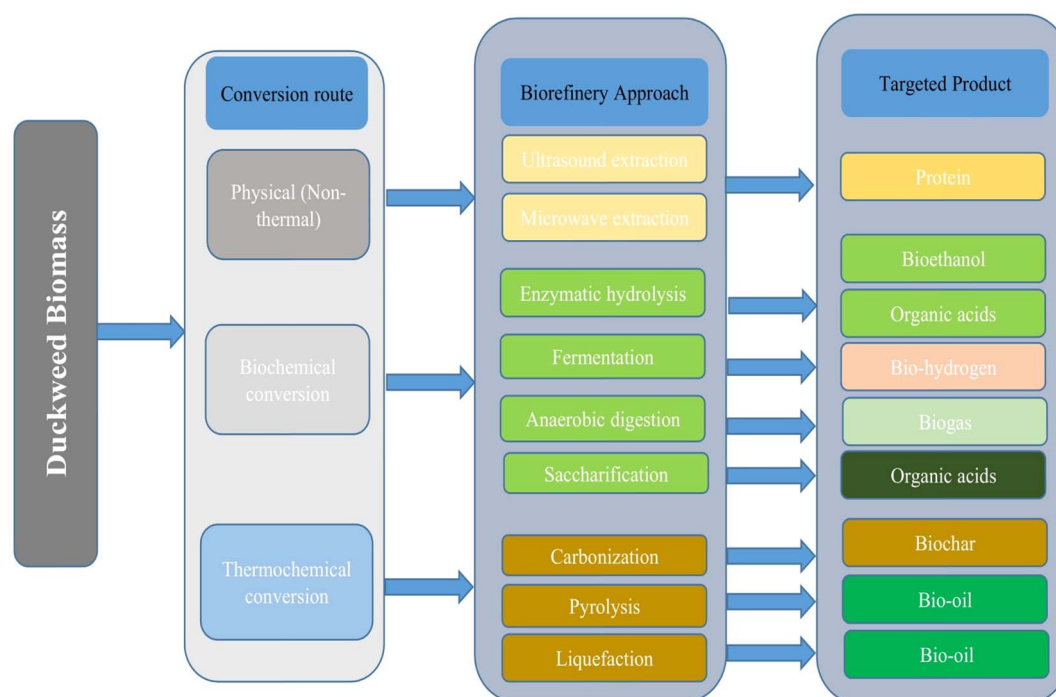 Duckweed Biomass
Conversion route
Physical (Non-
thermal)
Biochemical
conversion
Thermochemical
conversion
Biorefinery Approach
Ultrasound extraction
Microwave extraction
Enzymatic hydrolysis
Fermentation
Anaerobic digestion
Saccharification
Carbonization
Pyrolysis
Liquefaction
Targeted Product
Protein
Bioethanol
Organic acids
Bio-hydrogen
Biogas
Organic acids
Biochar
Bio-oil
Bio-oil